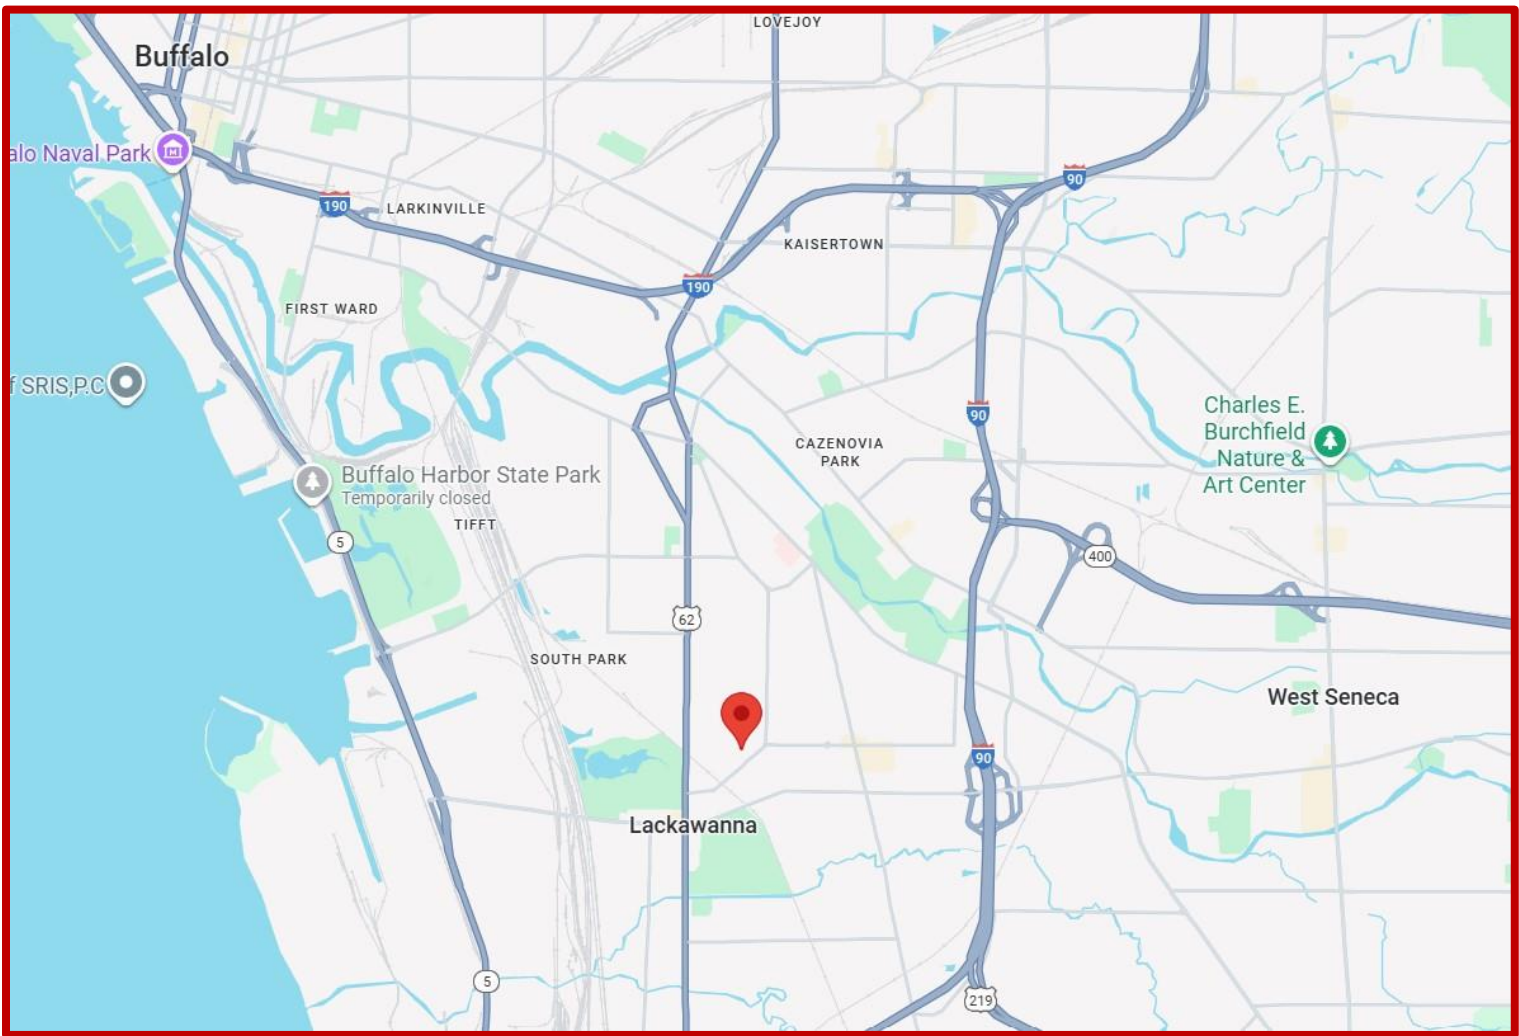 LOVEJOY
Buffalo
alo Naval Park
190
LARKINVILLE
90
KAISERTOWN
190
FIRST WARD
f SRIS,P.C
90
Charles E.
Burchfield
Nature &
Art Center
CAZENOVIA
PARK
Buffalo Harbor State Park
Temporarily closed
TIFFT
5
400
62
SOUTH PARK
West Seneca
90
Lackawanna
5
219